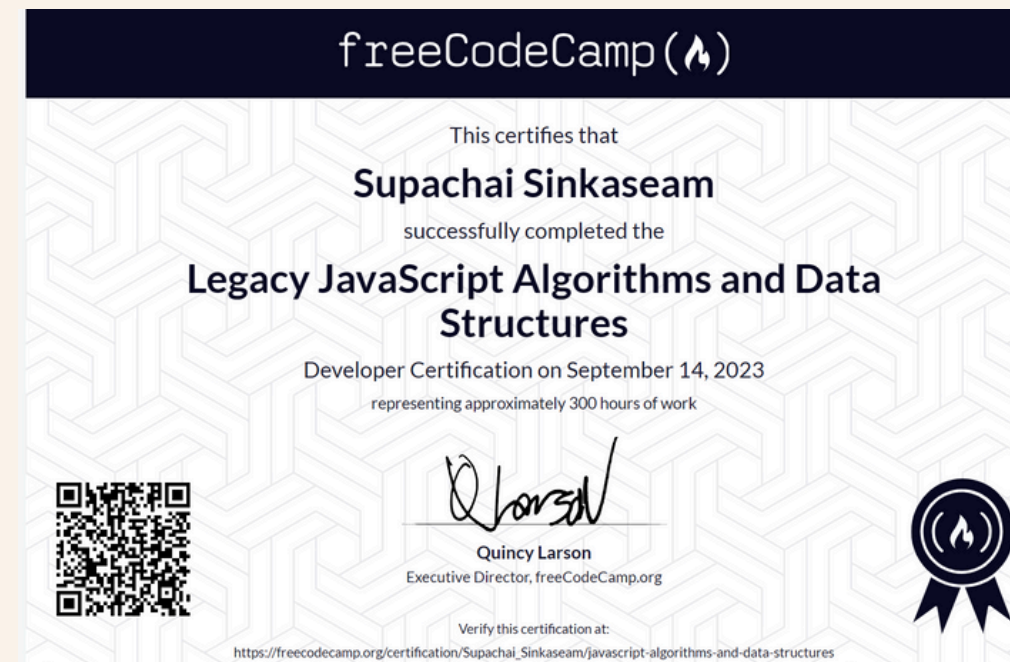 freeCodeCamp(🔥)
This certifies that
Supachai Sinkaseam
successfully completed the
Legacy JavaScript Algorithms and Data
Structures
Developer Certification on September 14, 2023
representing approximately 300 hours of work
Q Larson
Quincy Larson
Executive Director, freeCodeCamp.org
Verify this certification at:
https://freecodecamp.org/certification/Supachai_Sinkaseam/javascript-algorithms-and-data-structures